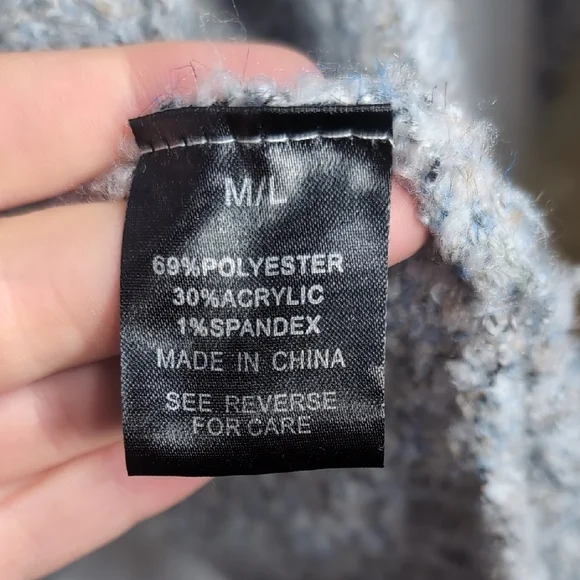 M/L
69%POLYESTER
30%ACRYLIC
1%SPANDEX
MADE IN CHINA
SEE REVERSE
FOR CARE